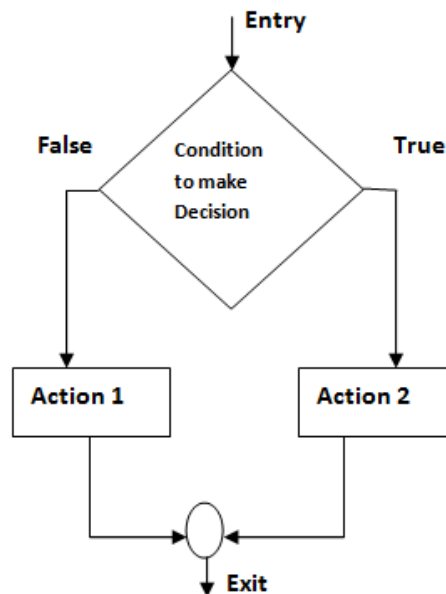 Entry
False
True
Condition
to make
Decision
Action 1
Action 2
Exit